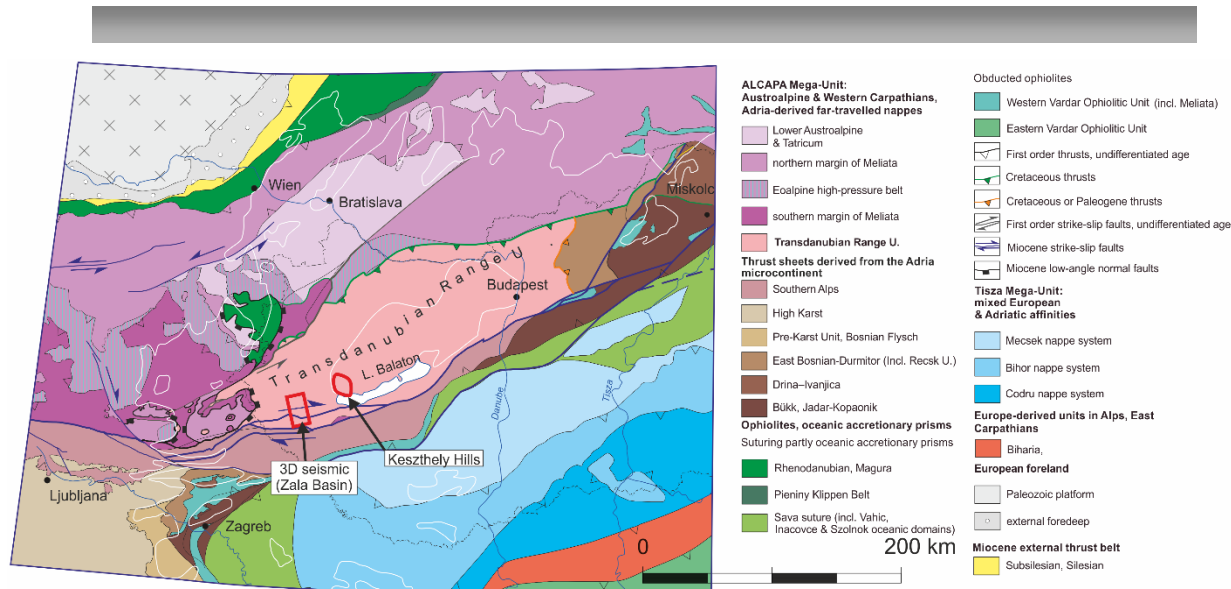 Wien
Bratislava
Miskolc
Transdanubian Range U.
Budapest
L. Balaton
Danube
Tisza
3D seismic
(Zala Basin)
Keszthely Hills
Ljubljana
Zagreb
0
200 km
ALCAPA Mega-Unit:
Austroalpine & Western Carpathians,
Adria-derived far-travelled nappes
Lower Austroalpine
& Tatricum
northern margin of Meliata
Eoalpine high-pressure belt
southern margin of Meliata
Transdanubian Range U.
Thrust sheets derived from the Adria
microcontinent
Southern Alps
High Karst
Pre-Karst Unit, Bosnian Flysch
East Bosnian-Durmitor (Incl. Recsk U.)
Drina–Ivanjica
Bükk, Jadar-Kopaonik
Ophiolites, oceanic accretionary prisms
Suturing partly oceanic accretionary prisms
Rhenodanubian, Magura
Pieniny Klippen Belt
Sava suture (incl. Vahic,
Inacovce & Szolnok oceanic domains)
Obducted ophiolites
Western Vardar Ophiolitic Unit (incl. Meliata)
Eastern Vardar Ophiolitic Unit
First order thrusts, undifferentiated age
Cretaceous thrusts
Cretaceous or Paleogene thrusts
First order strike-slip faults, undifferentiated age
Miocene strike-slip faults
Miocene low-angle normal faults
Tisza Mega-Unit:
mixed European
& Adriatic affinities
Mecsek nappe system
Bihor nappe system
Codru nappe system
Europe-derived units in Alps, East
Carpathians
Biharia,
European foreland
Paleozoic platform
external foredeep
Miocene external thrust belt
Subsilesian, Silesian